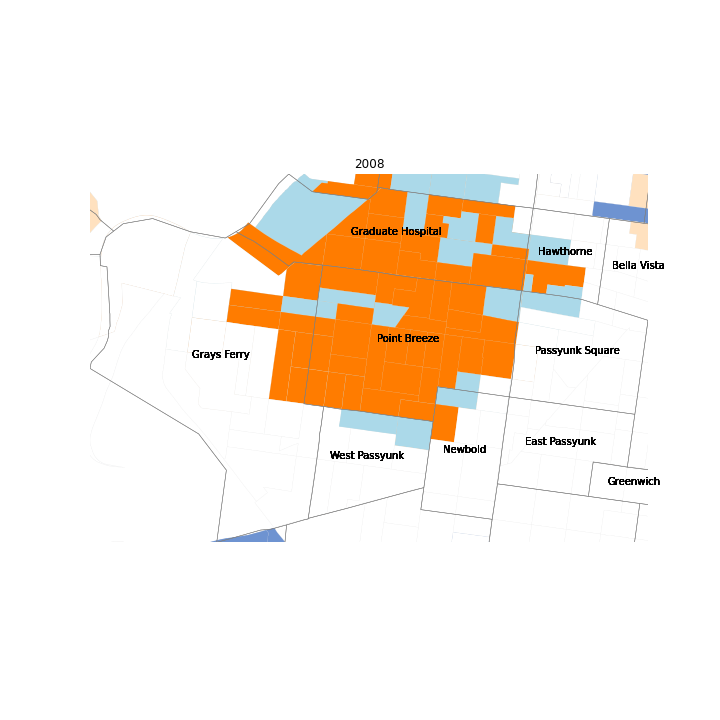 2008
Graduate Hospital
Hawthorne
Bella Vista
Point Breeze
Grays Ferry
Passyunk Square
East Passyunk
Newbold
West Passyunk
Greenwich